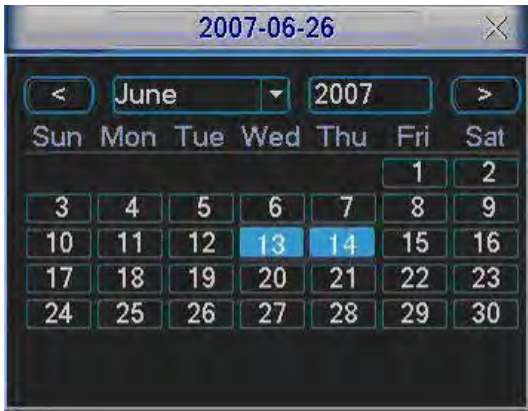 2007-06-26
< June 2007 >
Sun Mon Tue Wed Thu Fri Sat
1 2
3 4 5 6 7 8 9
10 11 12 13 14 15 16
17 18 19 20 21 22 23
24 25 26 27 28 29 30